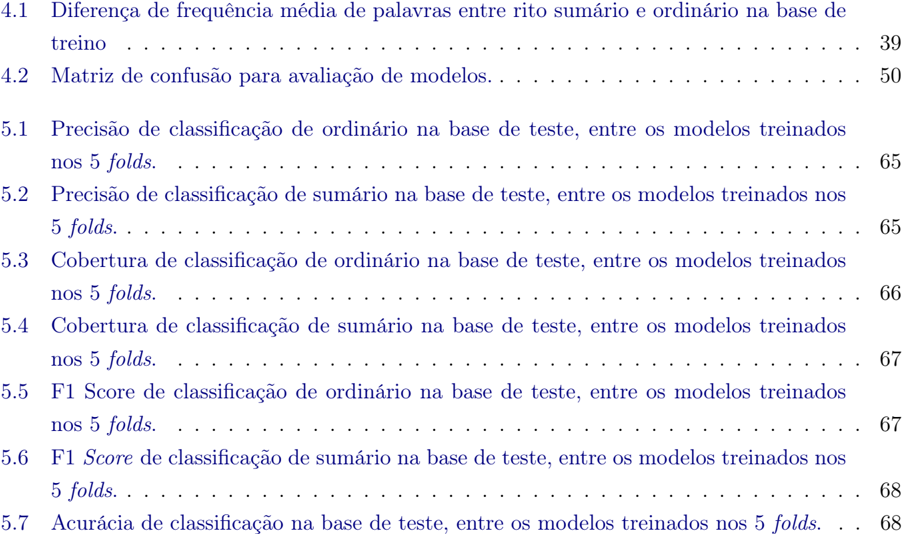 4.1 Diferença de frequência média de palavras entre rito sumário e ordinário na base de
treino . . . . . . . . . . . . . . . . . . . . . . . . . . . . . . . . . . . . . . . . . . . 39
4.2 Matriz de confusão para avaliação de modelos. . . . . . . . . . . . . . . . . . . . . . . 50
5.1 Precisão de classificação de ordinário na base de teste, entre os modelos treinados
nos 5 folds. . . . . . . . . . . . . . . . . . . . . . . . . . . . . . . . . . . . . . . . . 65
5.2 Precisão de classificação de sumário na base de teste, entre os modelos treinados nos
5 folds. . . . . . . . . . . . . . . . . . . . . . . . . . . . . . . . . . . . . . . . . . . . 65
5.3 Cobertura de classificação de ordinário na base de teste, entre os modelos treinados
nos 5 folds. . . . . . . . . . . . . . . . . . . . . . . . . . . . . . . . . . . . . . . . . 66
5.4 Cobertura de classificação de sumário na base de teste, entre os modelos treinados
nos 5 folds. . . . . . . . . . . . . . . . . . . . . . . . . . . . . . . . . . . . . . . . . 67
5.5 F1 Score de classificação de ordinário na base de teste, entre os modelos treinados
nos 5 folds. . . . . . . . . . . . . . . . . . . . . . . . . . . . . . . . . . . . . . . . . 67
5.6 F1 Score de classificação de sumário na base de teste, entre os modelos treinados nos
5 folds. . . . . . . . . . . . . . . . . . . . . . . . . . . . . . . . . . . . . . . . . . . . 68
5.7 Acurácia de classificação na base de teste, entre os modelos treinados nos 5 folds. . . 68